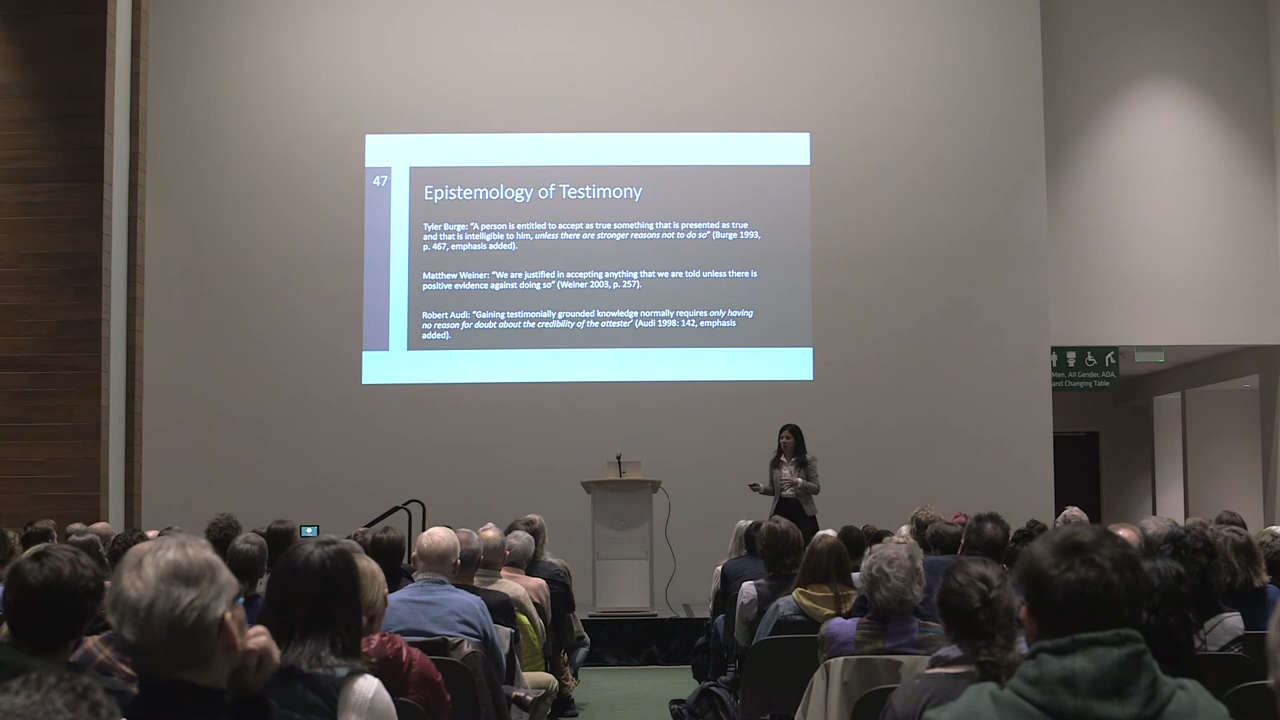 47
Epistemology of Testimony
Tyler Burge: "A person is entitled to accept as true something that is presented as true
and that is intelligible to him, unless there are stronger reasons not to do so" (Burge 1993,
p. 467, emphasis added).
Matthew Weiner: "We are justified in accepting anything that we are told unless there is
positive evidence against doing so" (Weiner 2003, p. 257).
Robert Audi: "Gaining testimonially grounded knowledge normally requires only having
no reason for doubt about the credibility of the attester' (Audi 1998: 142, emphasis
added).
Men, All Gender, ADA,
and Changing Table